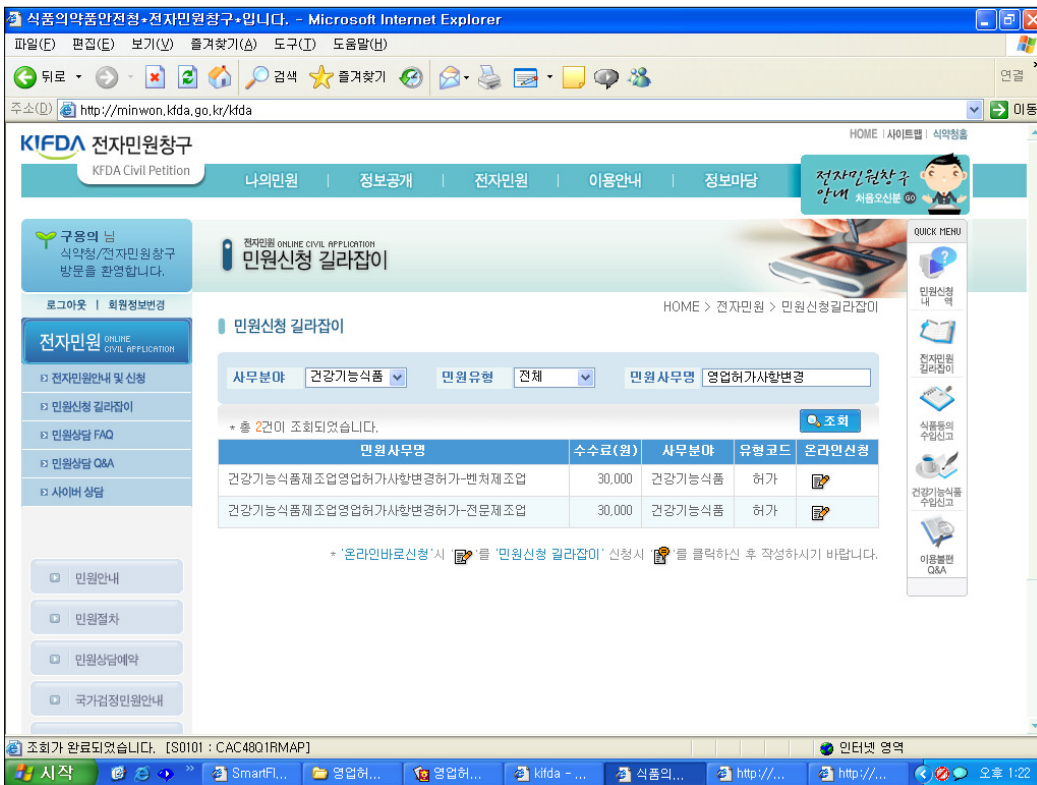 식품의약품안전청*전자민원창구*입니다. - Microsoft Internet Explorer
파일(F) 편집(E) 보기(V) 즐겨찾기(A) 도구(T) 도움말(H)
뒤로 검색 즐겨찾기 연결
주소(D) http://minwon.kfda.go.kr/kfda 이동
HOME | 사이트맵 | 식약청홈
KIFDA 전자민원창구
KFDA Civil Petition
나의민원 | 정보공개 | 전자민원 | 이용안내 | 정보마당
전자민원창구
안내 처음오신분 GO
구용의 님
식약청/전자민원창구
방문을 환영합니다.
로그아웃 | 회원정보변경
전자민원 ONLINE CIVIL APPLICATION
전자민원안내 및 신청
민원신청 길라잡이
민원상담 FAQ
민원상담 Q&A
사이버 상담
민원안내
민원절차
민원상담예약
국가검정민원안내
전자민원 ONLINE CIVIL APPLICATION
민원신청 길라잡이
HOME > 전자민원 > 민원신청길라잡이
민원신청 길라잡이
사무분야 건강기능식품 민원유형 전체 민원사무명 영업허가사항변경
* 총 2건이 조회되었습니다. 조회
민원사무명 수수료(원) 사무분야 유형코드 온라인신청
건강기능식품제조업영업허가사항변경허가-벤처제조업 30,000 건강기능식품 허가
건강기능식품제조업영업허가사항변경허가-전문제조업 30,000 건강기능식품 허가
* '온라인바로신청'시 '를 '민원신청 길라잡이' 신청시 '를 클릭하신 후 작성하시기 바랍니다.
QUICK MENU
민원신청
내 역
전자민원
길라잡이
식품등의
수입신고
건강기능식품
수입신고
이용불편
Q&A
조회가 완료되었습니다. [S0101 : CAC48Q1RMAP] 인터넷 영역
시작 SmartFl... 영업허... 영업허... kifda - ... 식품의... http://... http://... 오후 1:22